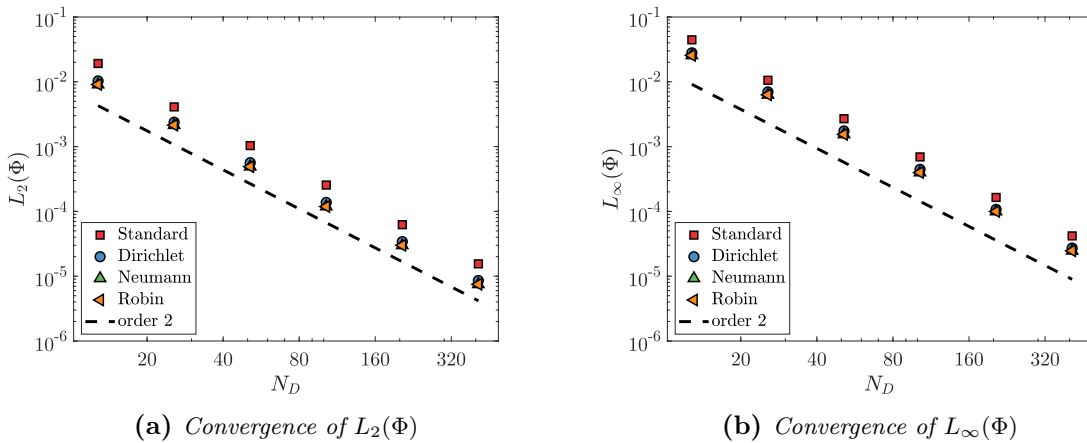 10^{-1}
10^{-2}
10^{-3}
10^{-4}
10^{-5}
10^{-6}
L_2(Φ)
Standard
Dirichlet
Neumann
Robin
order 2
20 40 80 160 320
N_D
(a) Convergence of L_2(Φ)
10^{-1}
10^{-2}
10^{-3}
10^{-4}
10^{-5}
10^{-6}
L_∞(Φ)
Standard
Dirichlet
Neumann
Robin
order 2
20 40 80 160 320
N_D
(b) Convergence of L_∞(Φ)